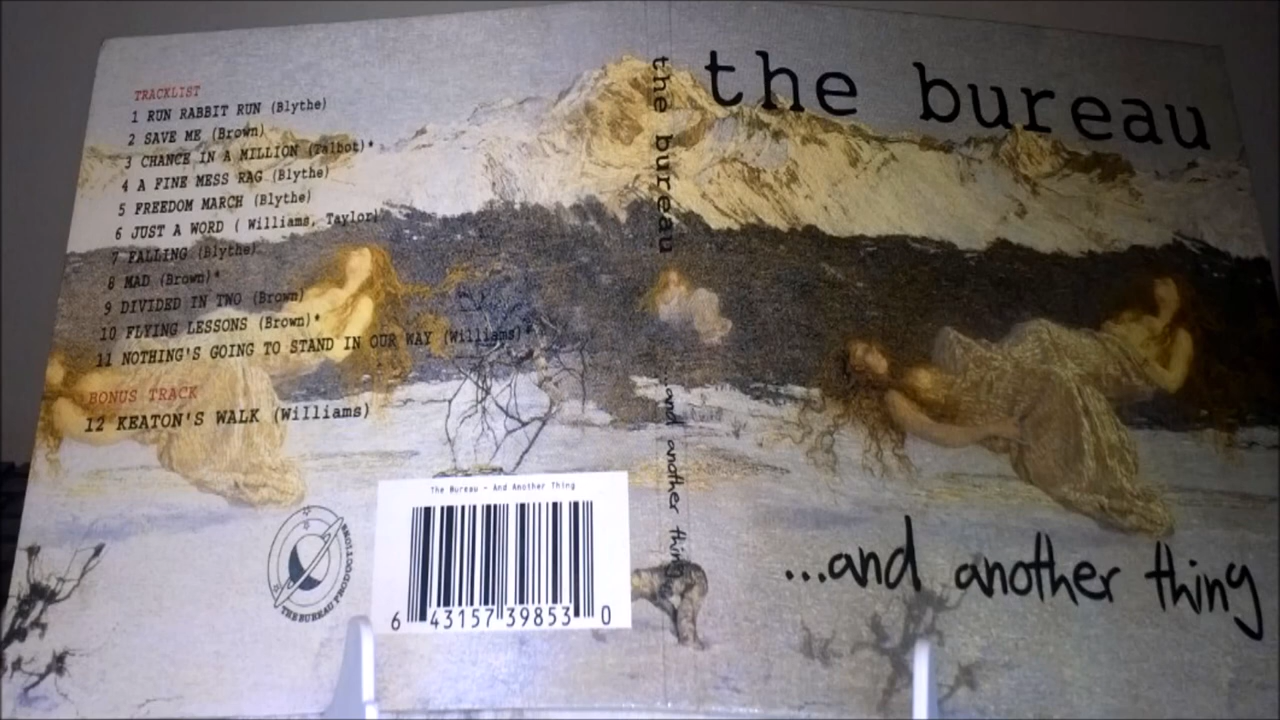 TRACKLIST
1 RUN RABBIT RUN (Blythe)
2 SAVE ME (Brown)
3 CHANCE IN A MILLION (Talbot)*
4 A FINE MESS RAG (Blythe)
5 FREEDOM MARCH (Blythe)
6 JUST A WORD ( Williams, Taylor)
7 FALLING (Blythe)
8 MAD (Brown)*
9 DIVIDED IN TWO (Brown)
10 FLYING LESSONS (Brown)*
11 NOTHING'S GOING TO STAND IN OUR WAY (Williams)*
BONUS TRACK
12 KEATON'S WALK (Williams)
THE BUREAU PRODUCTIONS
The Bureau - And Another Thing
6 43157 39853 0
the bureau
...and another thing
the bureau
...and another thing